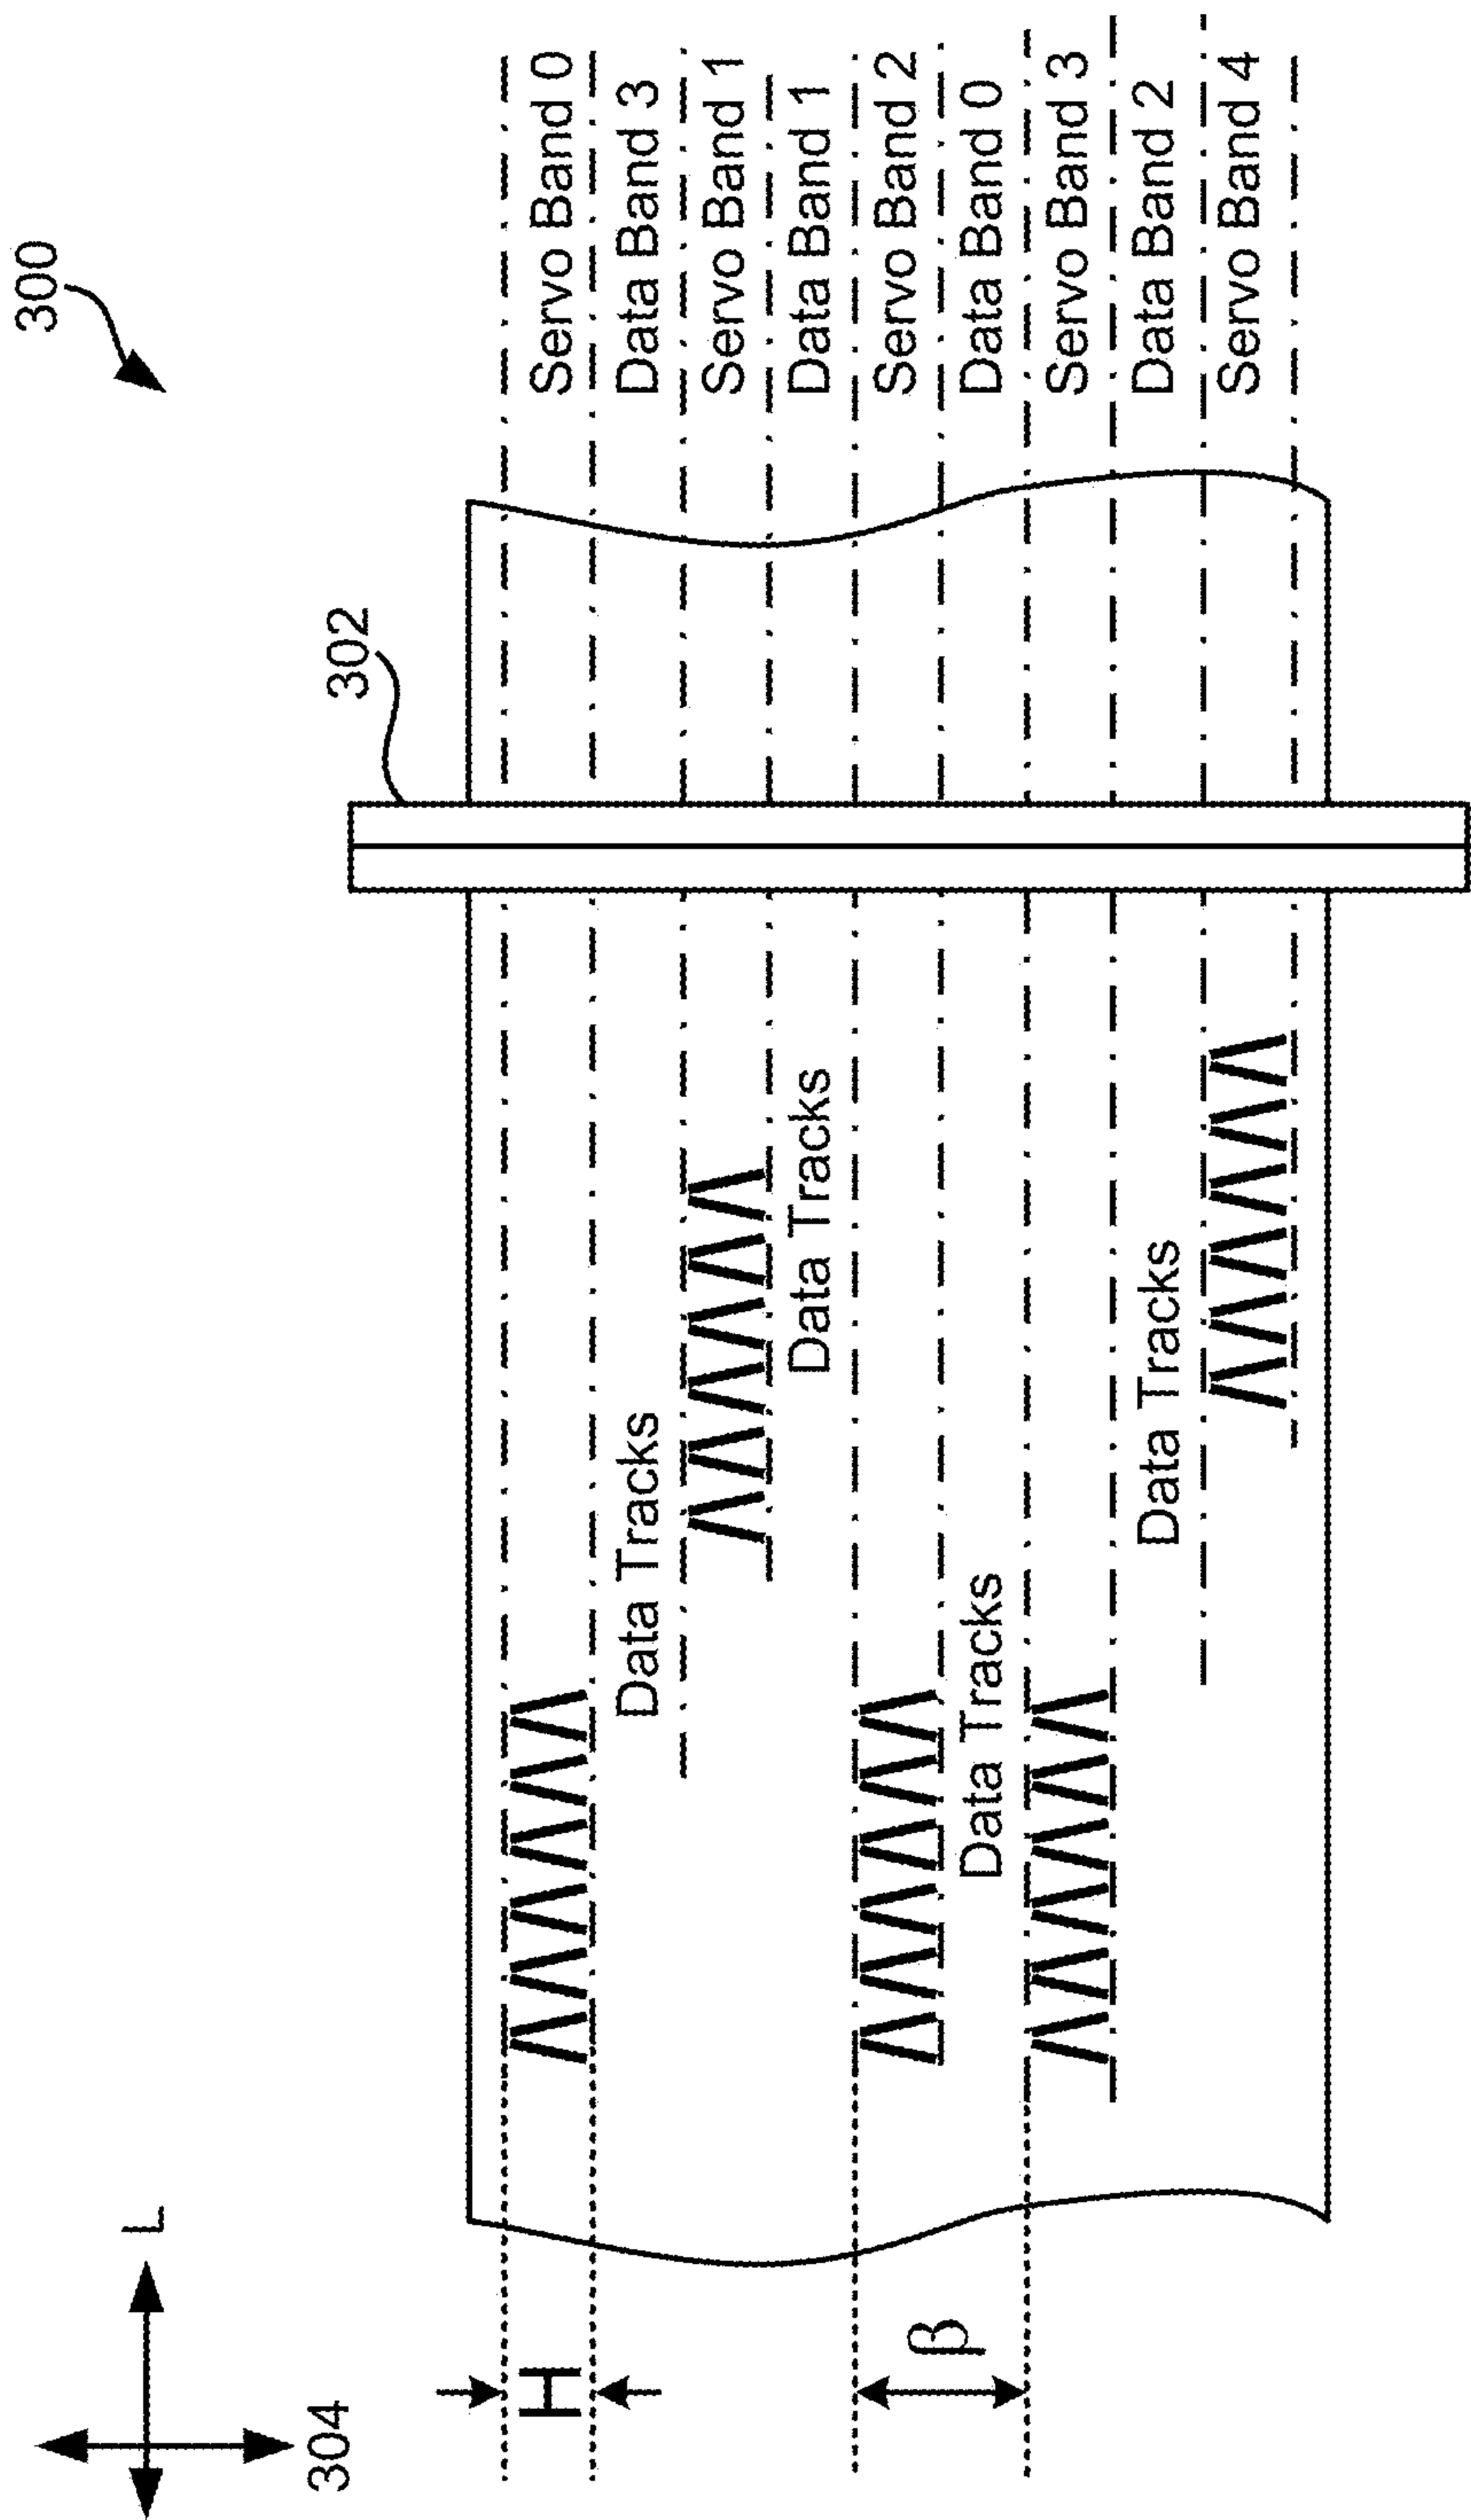 300
302
Servo Band 0
Data Band 3
Servo Band 1
Data Band 1
Servo Band 2
Data Band 0
Servo Band 3
Data Band 2
Servo Band 4
Data Tracks
Data Tracks
Data Tracks
Data Tracks
L
304
H
β